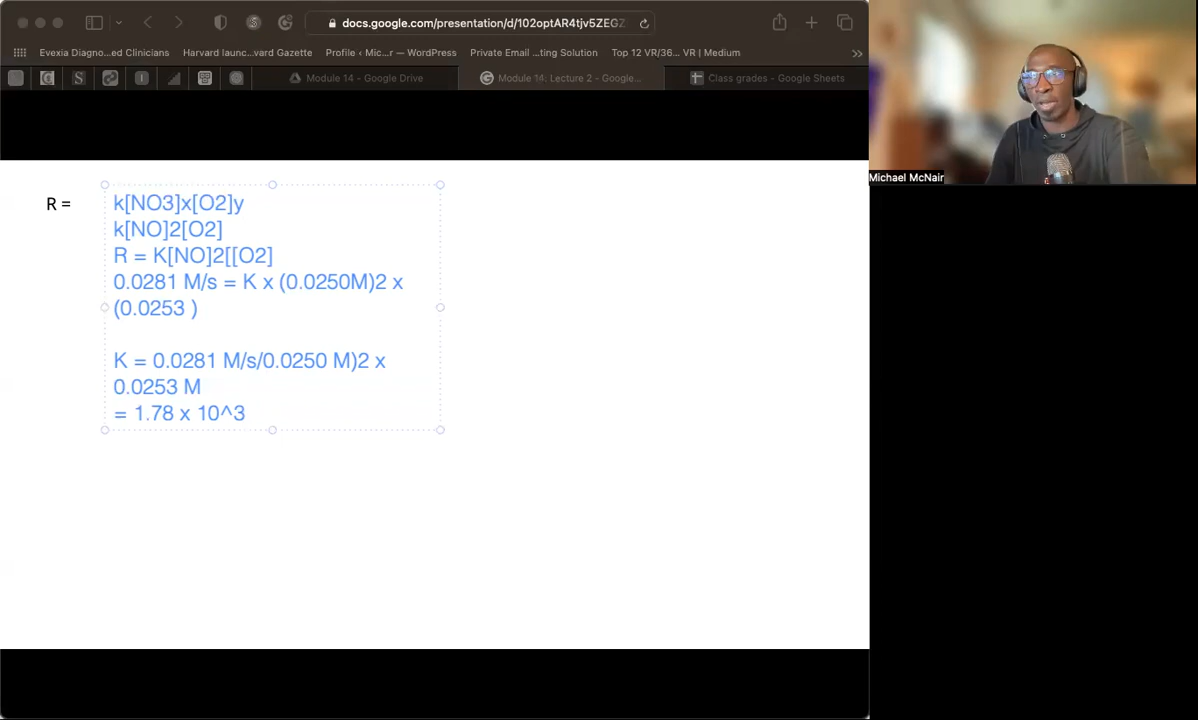 docs.google.com/presentation/d/102optAR4tjv5ZEGZ
Evexia Diagno...ed Clinicians Harvard launc...vard Gazette Profile ‹ Mic...r — WordPress Private Email ...ting Solution Top 12 VR/36... VR | Medium
Module 14 - Google Drive Module 14: Lecture 2 - Google... Class grades - Google Sheets
Michael McNair
R = k[NO3]x[O2]y
k[NO]2[O2]
R = K[NO]2[[O2]
0.0281 M/s = K x (0.0250M)2 x
(0.0253 )
K = 0.0281 M/s/0.0250 M)2 x
0.0253 M
= 1.78 x 10^3